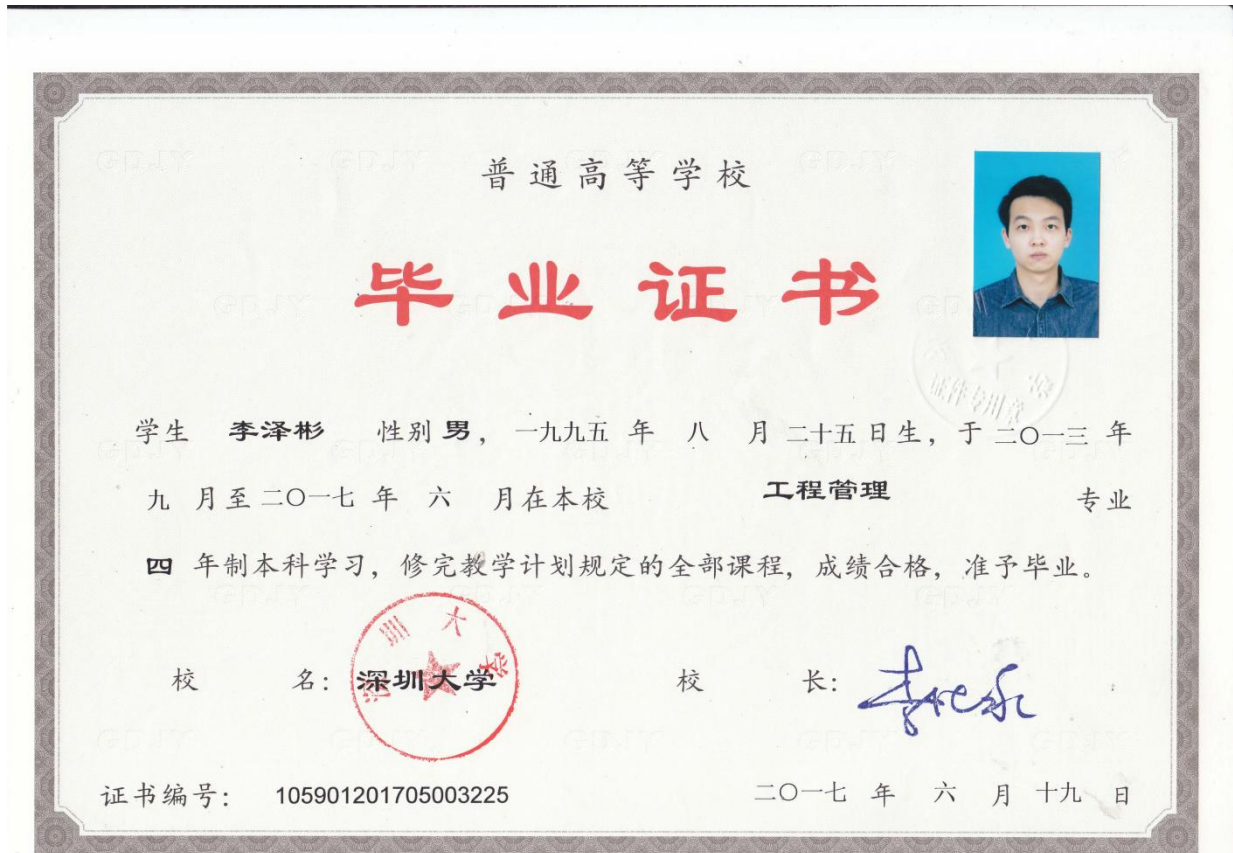 普通高等学校
毕业证书
学生 李泽彬 性别 男， 一九九五 年 八 月 二十五 日生，于 二〇一三 年
九 月至 二〇一七 年 六 月在本校 工程管理 专业
四 年制本科学习，修完教学计划规定的全部课程，成绩合格，准予毕业。
校 名： 深圳大学 校 长：
深圳大学
证书编号： 105901201705003225 二〇一七 年 六 月 十九 日